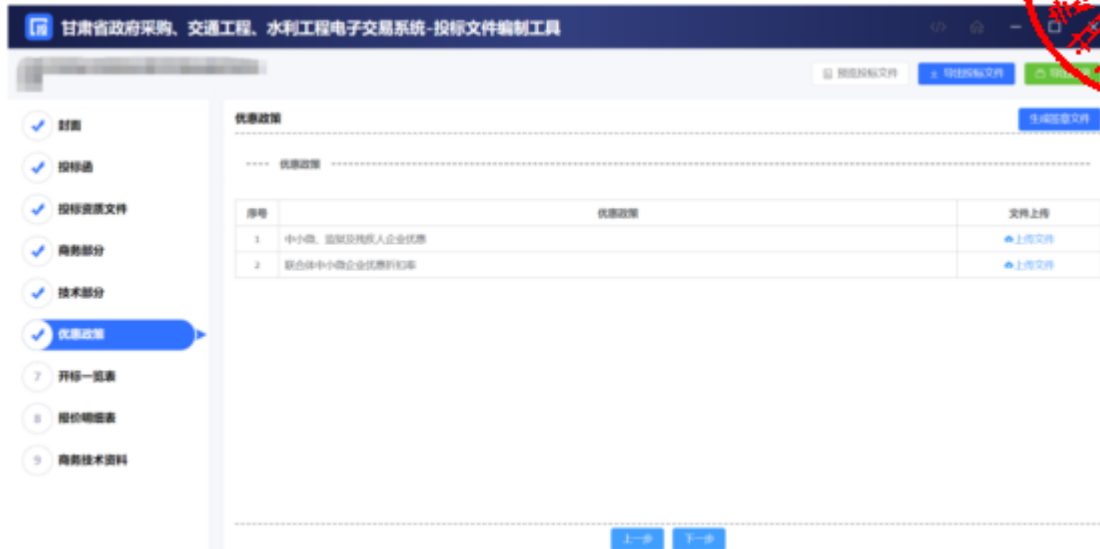 甘肃省政府采购、交通工程、水利工程电子交易系统-投标文件编制工具
预览投标文件
导出投标文件
封面
投标函
投标资质文件
商务部分
技术部分
优惠政策
7 开标一览表
8 报价明细表
9 商务技术资料
优惠政策
生成签章文件
优惠政策
序号 优惠政策 文件上传
1 中小微、监狱及残疾人企业优惠 上传文件
2 联合体中小微企业优惠折扣率 上传文件
上一步 下一步